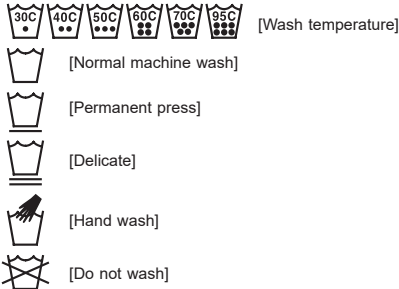 30C 40C 50C 60C 70C 95C [Wash temperature]
[Normal machine wash]
[Permanent press]
[Delicate]
[Hand wash]
[Do not wash]